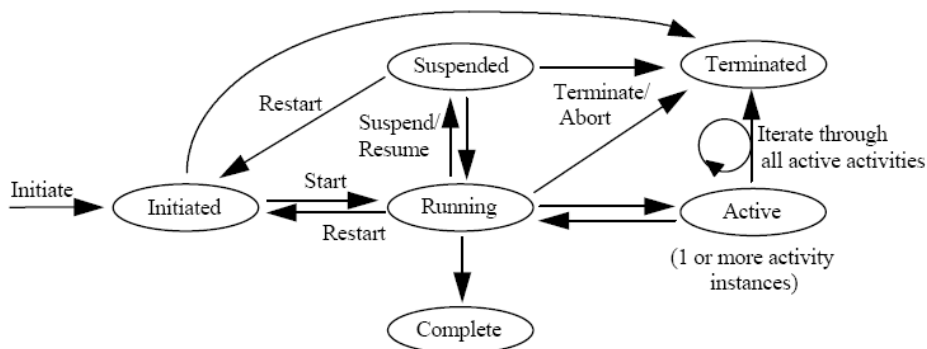 Suspended
Terminated
Restart
Terminate/
Abort
Suspend/
Resume
Iterate through
all active activities
Initiate
Start
Initiated
Running
Active
Restart
(1 or more activity
instances)
Complete